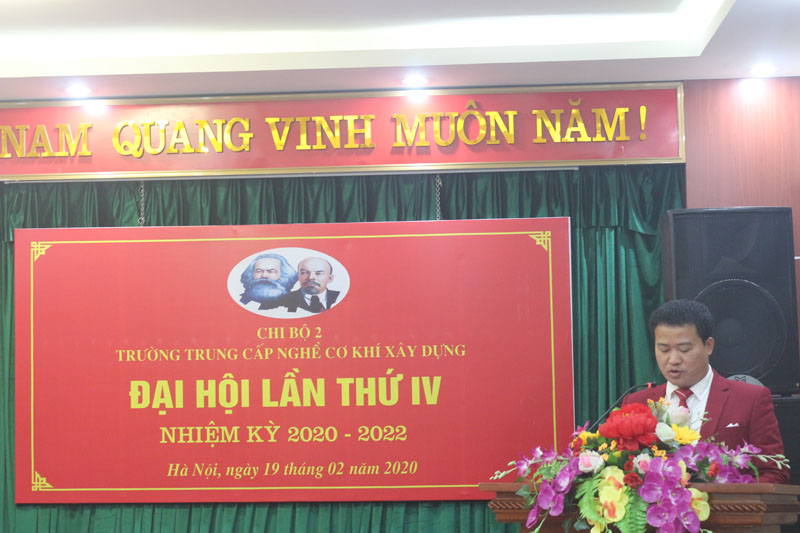 NAM QUANG VINH MUÔN NĂM!
CHI BỘ 2
TRƯỜNG TRUNG CẤP NGHỀ CƠ KHÍ XÂY DỰNG
ĐẠI HỘI LẦN THỨ IV
NHIỆM KỲ 2020 - 2022
Hà Nội, ngày 19 tháng 02 năm 2020